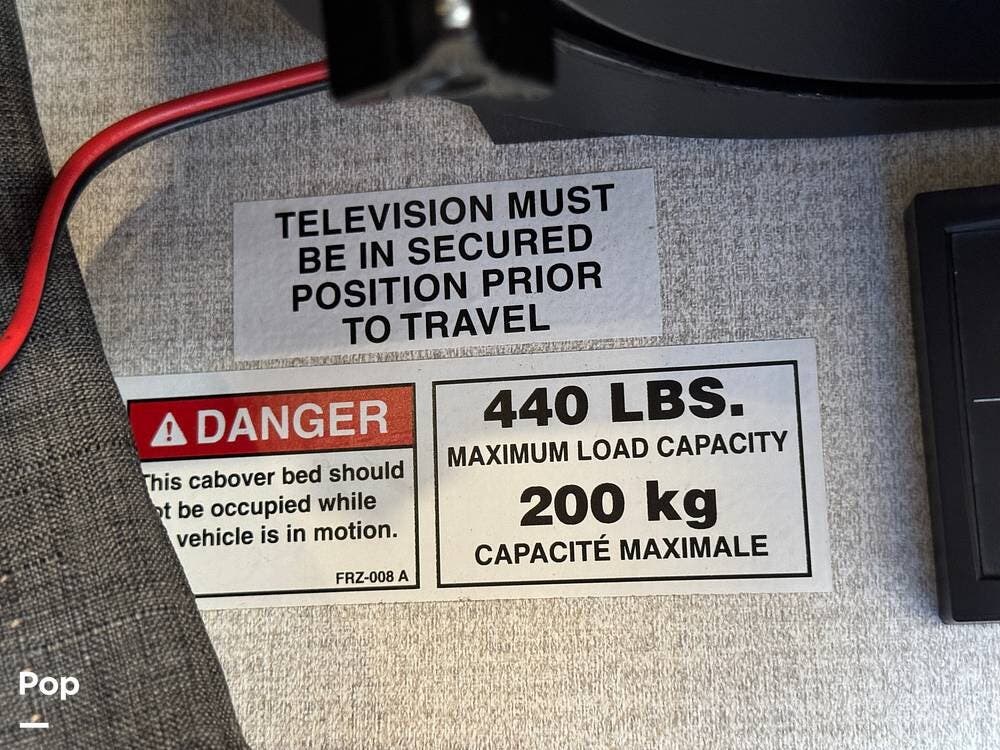 TELEVISION MUST
BE IN SECURED
POSITION PRIOR
TO TRAVEL
DANGER
This cabover bed should
be occupied while
vehicle is in motion.
FRZ-008 A
440 LBS.
MAXIMUM LOAD CAPACITY
200 kg
CAPACITÉ MAXIMALE
Pop